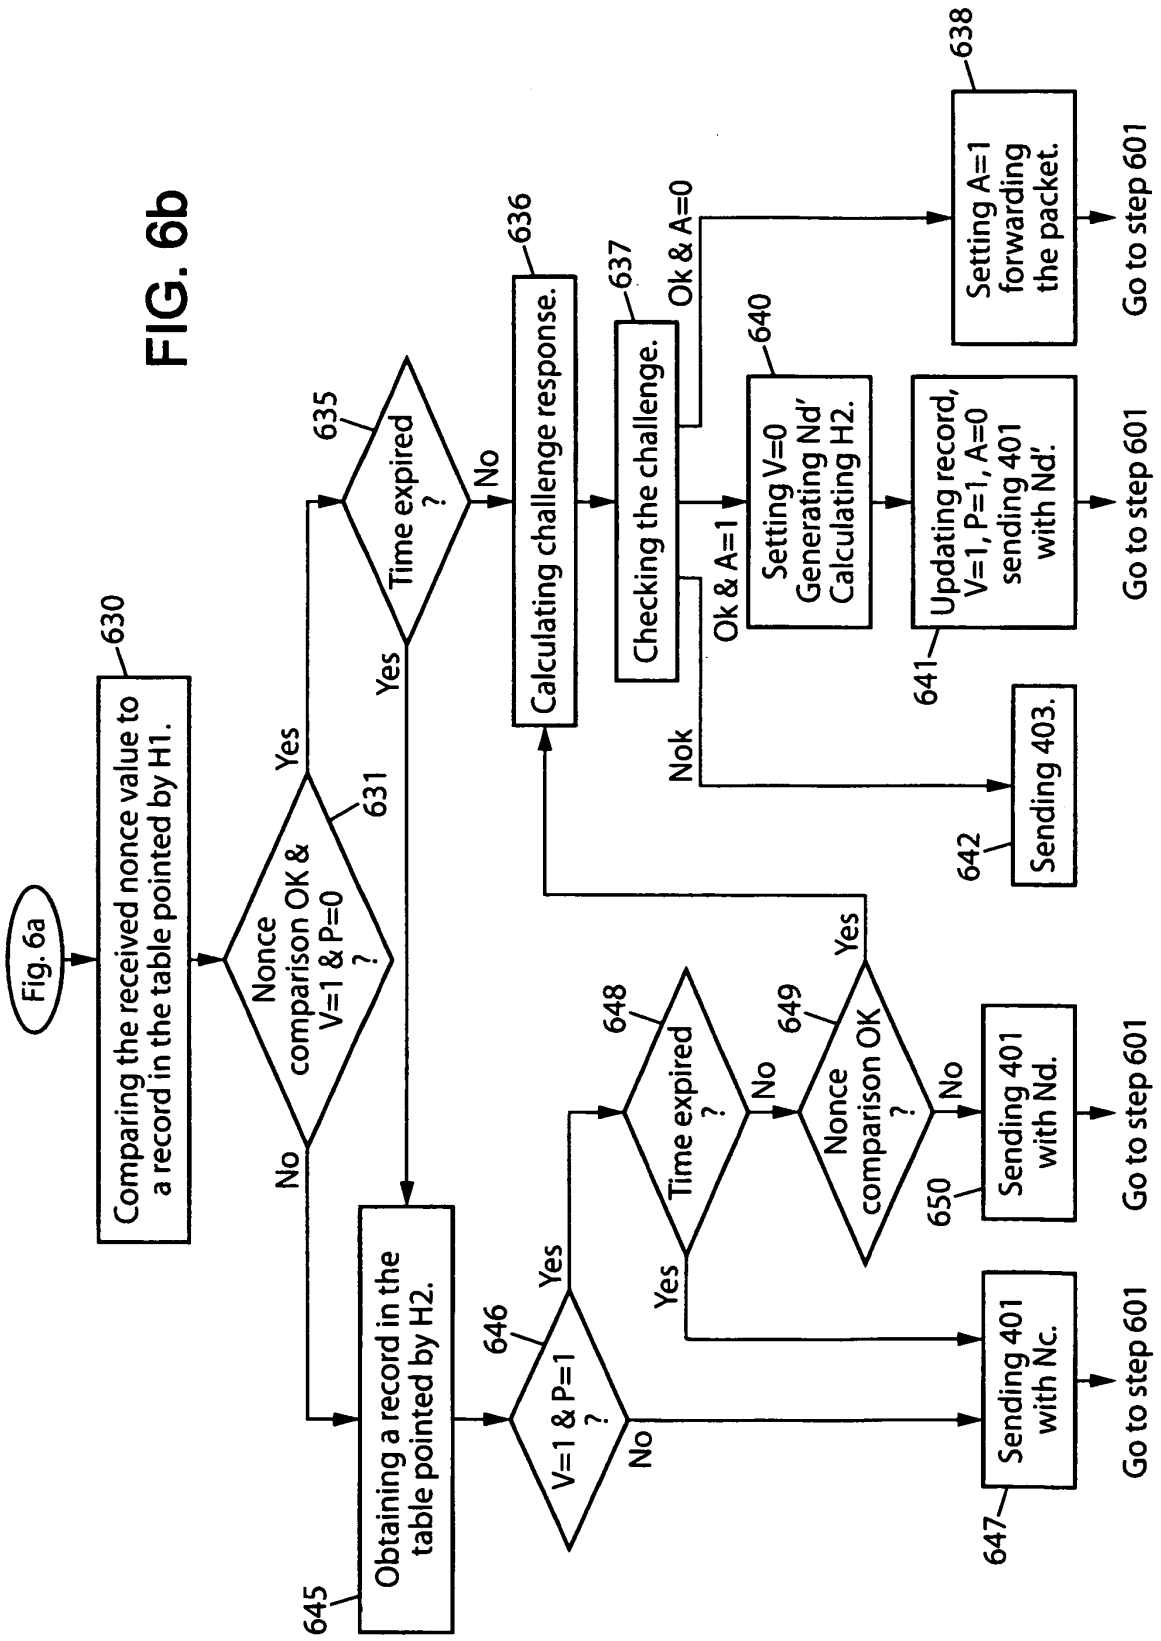 FIG. 6b
Fig. 6a
630
Comparing the received nonce value to
a record in the table pointed by H1.
Nonce
comparison OK &
V=1 & P=0
?
631
Yes
No
635
Time expired
?
Yes
No
645
Obtaining a record in the
table pointed by H2.
636
Calculating challenge response.
637
Checking the challenge.
Nok
Ok & A=1
Ok & A=0
646
V=1 & P=1
?
Yes
No
648
Time expired
?
Yes
No
649
Nonce
comparison OK
?
Yes
No
640
Setting V=0
Generating Nd'
Calculating H2.
647
Sending 401
with Nc.
650
Sending 401
with Nd.
642
Sending 403.
641
Updating record,
V=1, P=1, A=0
sending 401
with Nd'.
638
Setting A=1
forwarding
the packet.
Go to step 601
Go to step 601
Go to step 601
Go to step 601